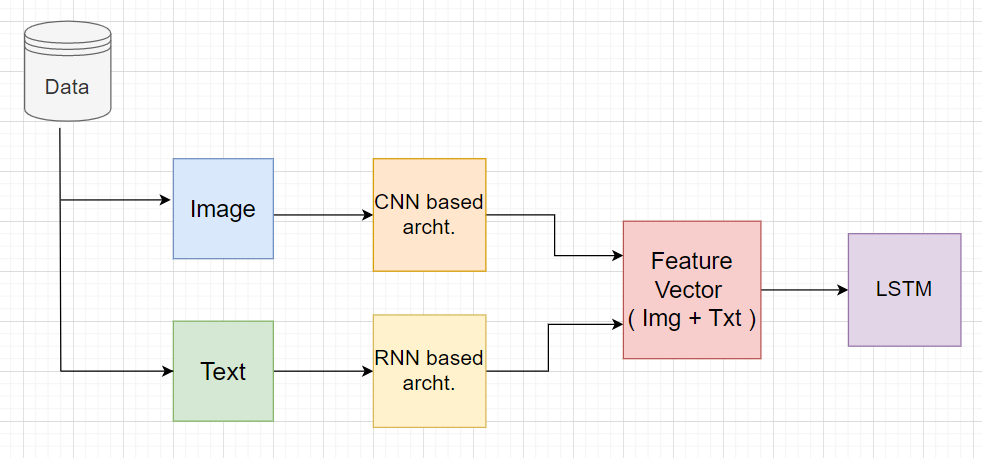 Data
Image
CNN based
archt.
Feature
Vector
( Img + Txt )
LSTM
Text
RNN based
archt.